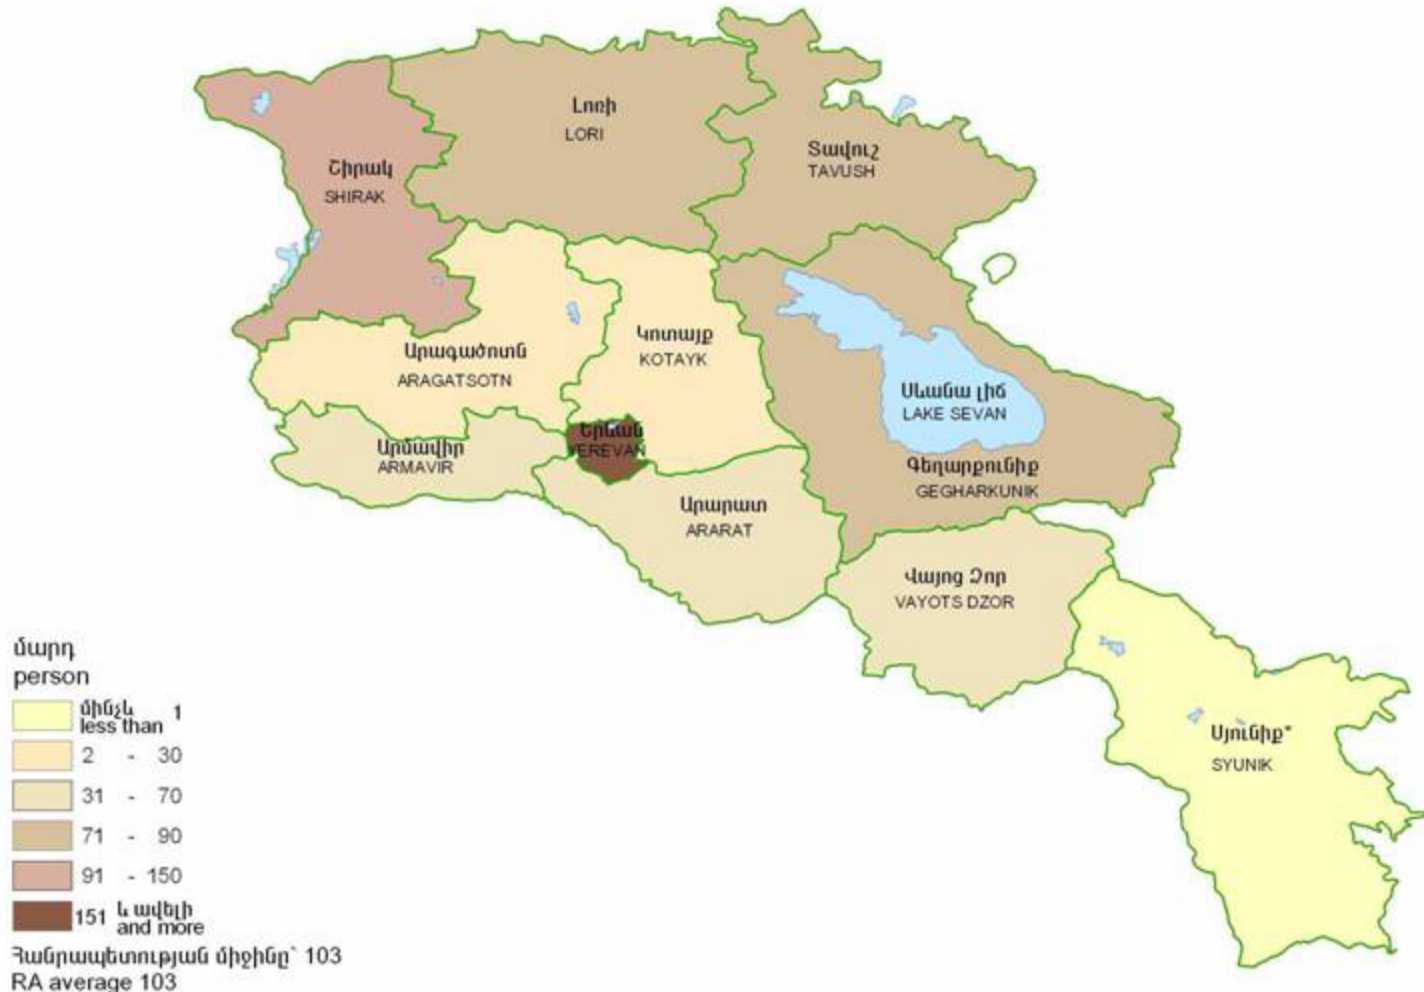 Լոռի
LORI
Տավուշ
TAVUSH
Շիրակ
SHIRAK
Կոտայք
KOTAYK
Արագածոտն
ARAGATSOTN
Սևանա լիճ
LAKE SEVAN
Երևան
YEREVAN
Արմավիր
ARMAVIR
Գեղարքունիք
GEGHARKUNIK
Արարատ
ARARAT
Վայոց Ձոր
VAYOTS DZOR
Սյունիք*
SYUNIK
մարդ
person
մինչև 1
less than
2 - 30
31 - 70
71 - 90
91 - 150
151 և ավելի
and more
Հանրապետության միջինը՝ 103
RA average 103